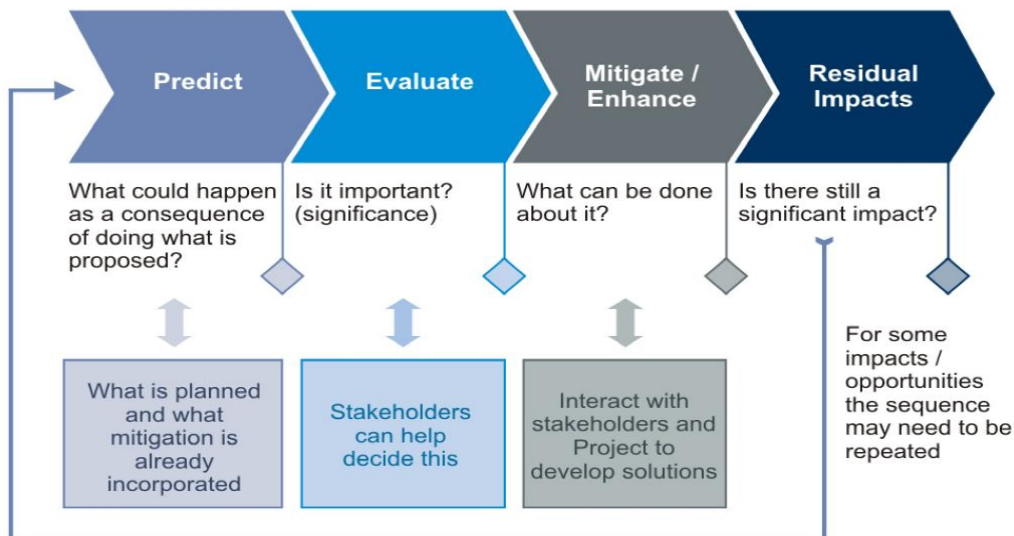 Predict
Evaluate
Mitigate /
Enhance
Residual
Impacts
What could happen
as a consequence
of doing what is
proposed?
Is it important?
(significance)
What can be done
about it?
Is there still a
significant impact?
What is planned
and what
mitigation is
already
incorporated
Stakeholders
can help
decide this
Interact with
stakeholders and
Project to
develop solutions
For some
impacts /
opportunities
the sequence
may need to be
repeated